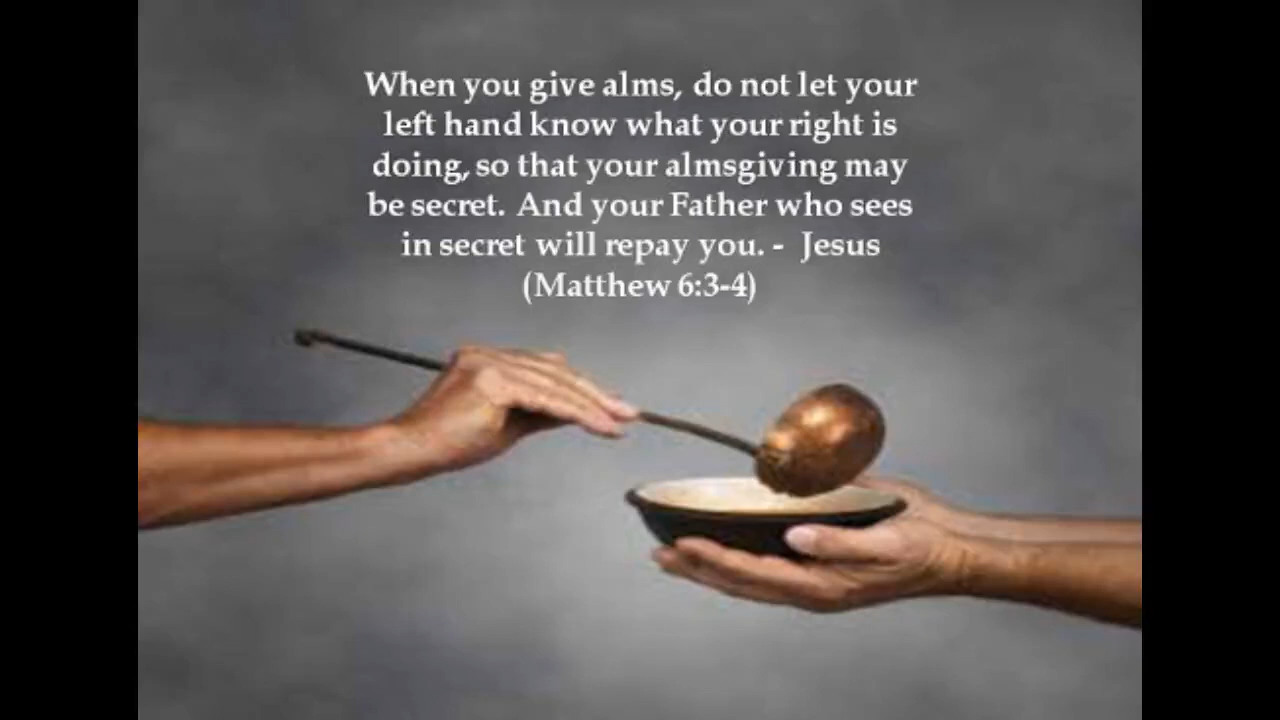 When you give alms, do not let your
left hand know what your right is
doing, so that your almsgiving may
be secret. And your Father who sees
in secret will repay you. - Jesus
(Matthew 6:3-4)